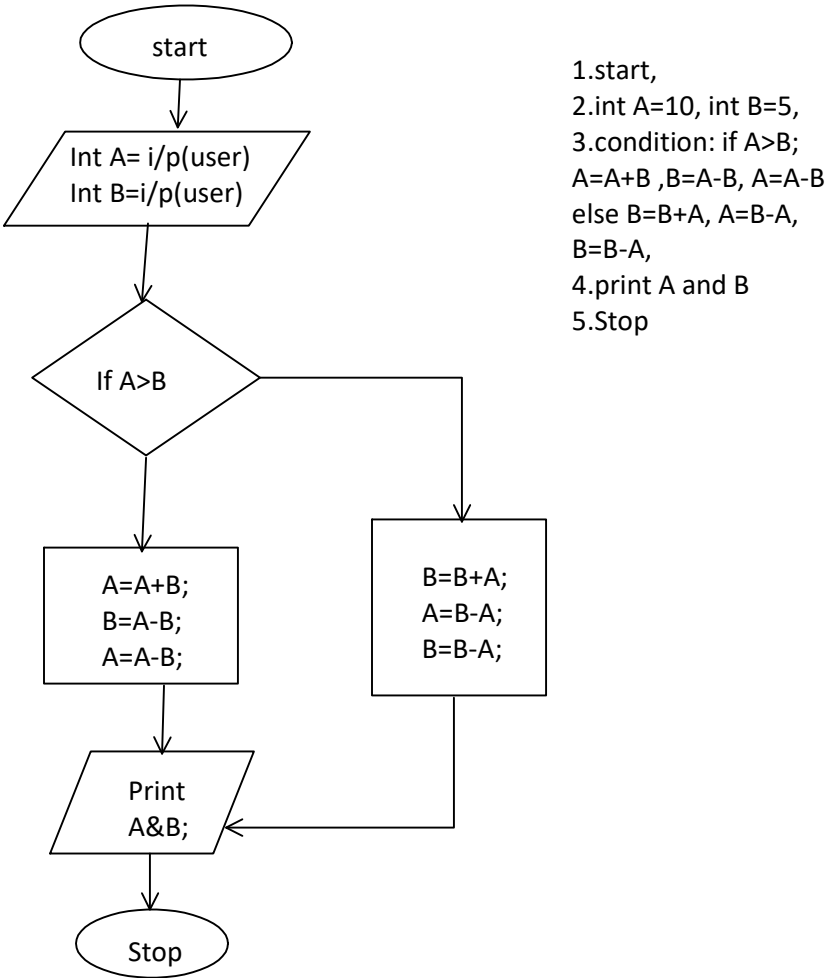 start
Int A= i/p(user)
Int B=i/p(user)
If A>B
A=A+B;
B=A-B;
A=A-B;
B=B+A;
A=B-A;
B=B-A;
Print
A&B;
Stop
1.start,
2.int A=10, int B=5,
3.condition: if A>B;
A=A+B ,B=A-B, A=A-B
else B=B+A, A=B-A,
B=B-A,
4.print A and B
5.Stop